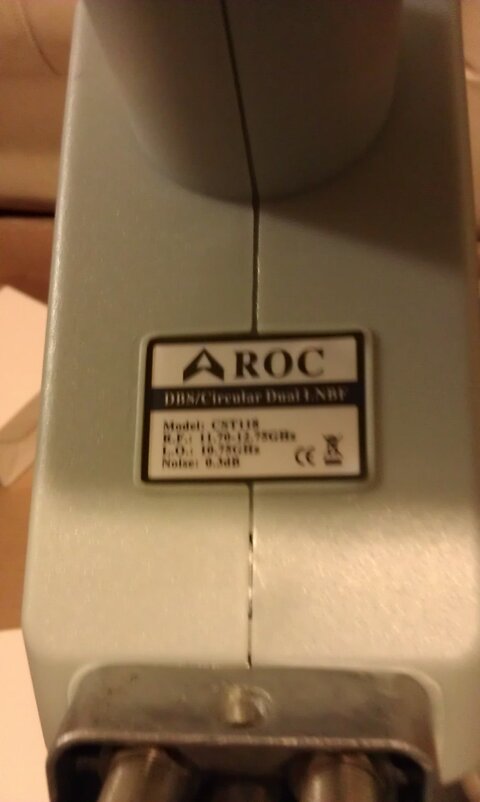 ROC
DBS/Circular Dual LNBF
Model: CST118
R.F.: 11.70-12.75GHz
L.O.: 10.75GHz
Noise: 0.3dB
CE